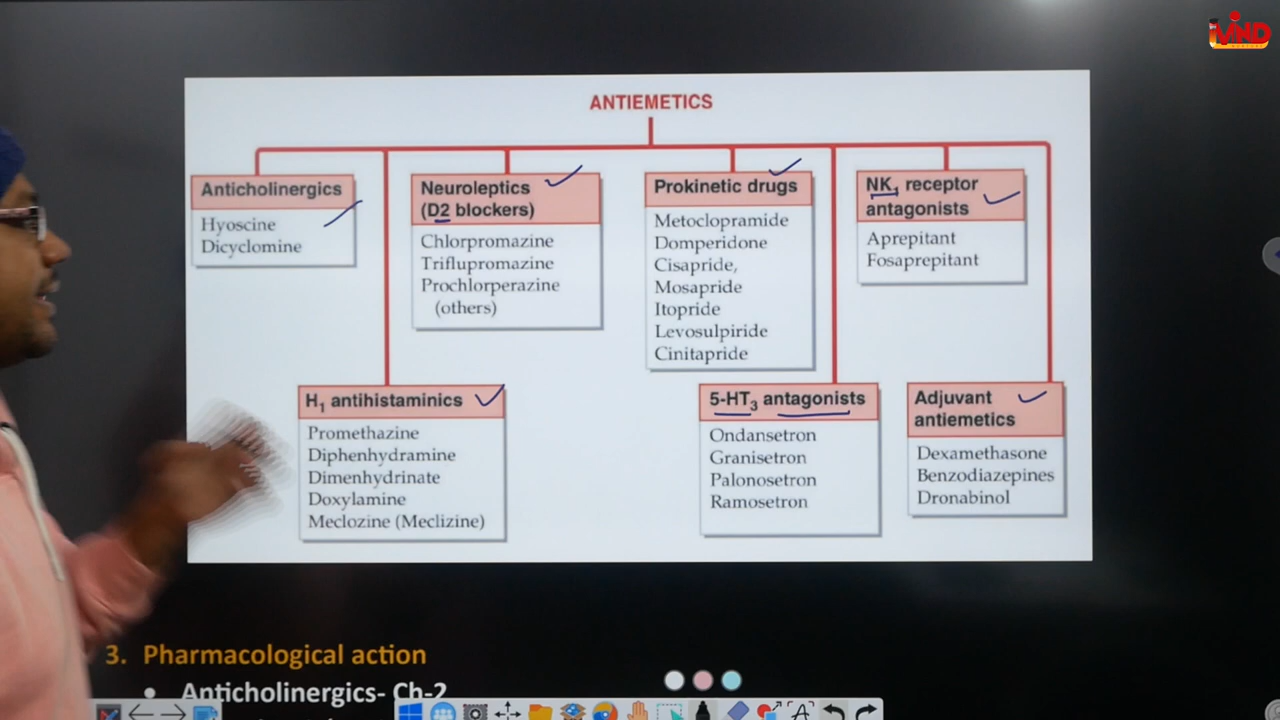 iMND
ANTIEMETICS
Anticholinergics
Hyoscine
Dicyclomine
Neuroleptics
(D2 blockers)
Chlorpromazine
Triflupromazine
Prochlorperazine
(others)
Prokinetic drugs
Metoclopramide
Domperidone
Cisapride,
Mosapride
Itopride
Levosulpiride
Cinitapride
NK₁ receptor
antagonists
Aprepitant
Fosaprepitant
H₁ antihistaminics
Promethazine
Diphenhydramine
Dimenhydrinate
Doxylamine
Meclozine (Meclizine)
5-HT₃ antagonists
Ondansetron
Granisetron
Palonosetron
Ramosetron
Adjuvant
antiemetics
Dexamethasone
Benzodiazepines
Dronabinol
3. Pharmacological action
• Anticholinergics- Ch-2